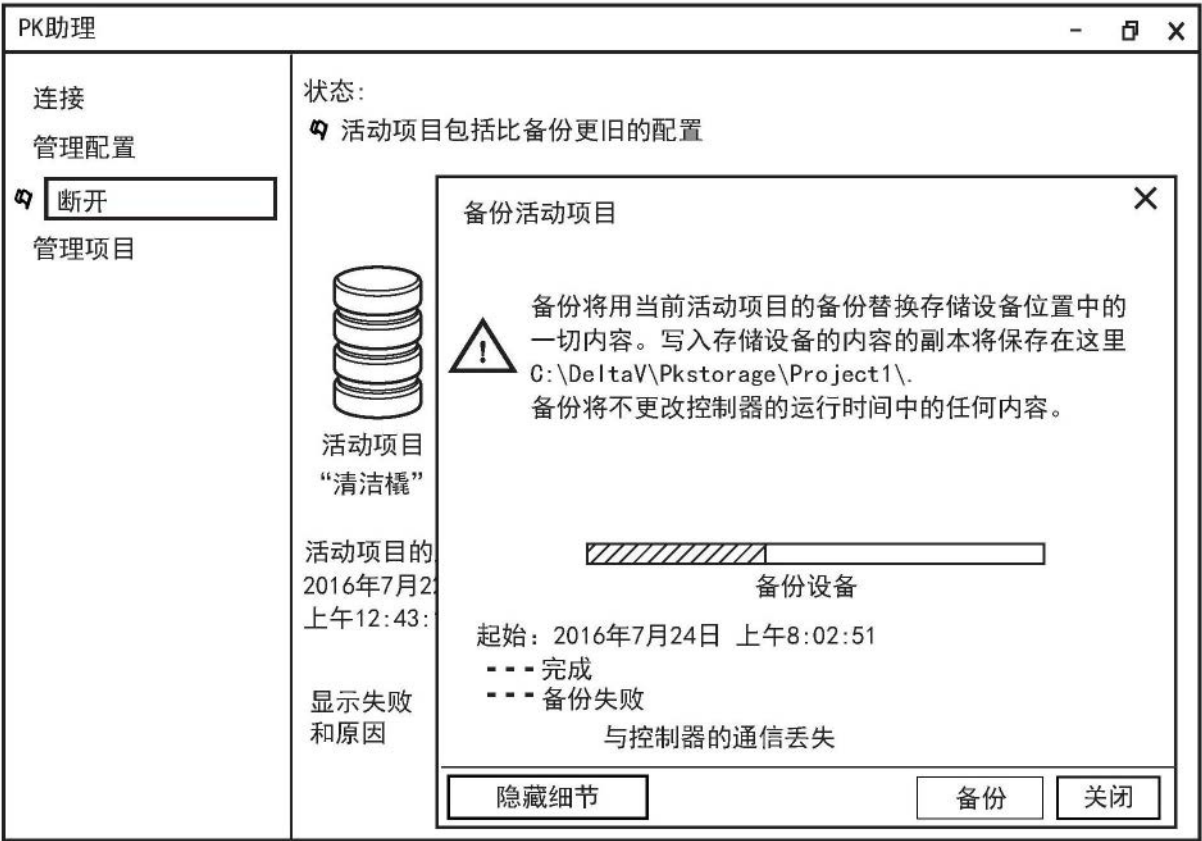 PK助理
连接
管理配置
断开
管理项目
状态:
活动项目包括比备份更旧的配置
活动项目
“清洁橇”
活动项目的
2016年7月2
上午12:43:
显示失败
和原因
备份活动项目
备份将用当前活动项目的备份替换存储设备位置中的
一切内容。写入存储设备的内容的副本将保存在这里
C:\DeltaV\Pkstorage\Project1\.
备份将不更改控制器的运行时间中的任何内容。
备份设备
起始: 2016年7月24日 上午8:02:51
---完成
---备份失败
与控制器的通信丢失
隐藏细节
备份
关闭